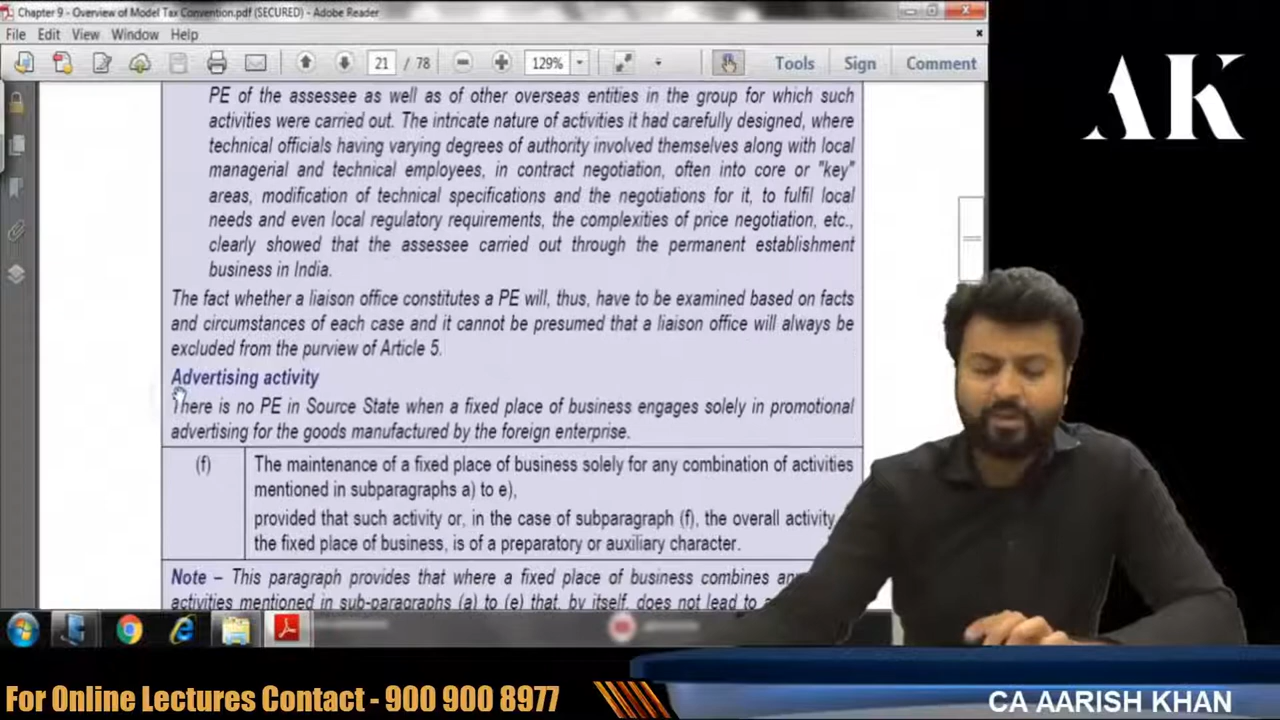 Chapter 9 - Overview of Model Tax Convention.pdf (SECURED) - Adobe Reader
File Edit View Window Help
21 / 78 129% Tools Sign Comment
AK
PE of the assessee as well as of other overseas entities in the group for which such
activities were carried out. The intricate nature of activities it had carefully designed, where
technical officials having varying degrees of authority involved themselves along with local
managerial and technical employees, in contract negotiation, often into core or "key"
areas, modification of technical specifications and the negotiations for it, to fulfil local
needs and even local regulatory requirements, the complexities of price negotiation, etc.,
clearly showed that the assessee carried out through the permanent establishment
business in India.
The fact whether a liaison office constitutes a PE will, thus, have to be examined based on facts
and circumstances of each case and it cannot be presumed that a liaison office will always be
excluded from the purview of Article 5.
Advertising activity
There is no PE in Source State when a fixed place of business engages solely in promotional
advertising for the goods manufactured by the foreign enterprise.
(f) The maintenance of a fixed place of business solely for any combination of activities
mentioned in subparagraphs a) to e),
provided that such activity or, in the case of subparagraph (f), the overall activity
the fixed place of business, is of a preparatory or auxiliary character.
Note – This paragraph provides that where a fixed place of business combines
activities mentioned in sub-paragraphs (a) to (e) that, by itself, does not lead to
For Online Lectures Contact - 900 900 8977
CA AARISH KHAN